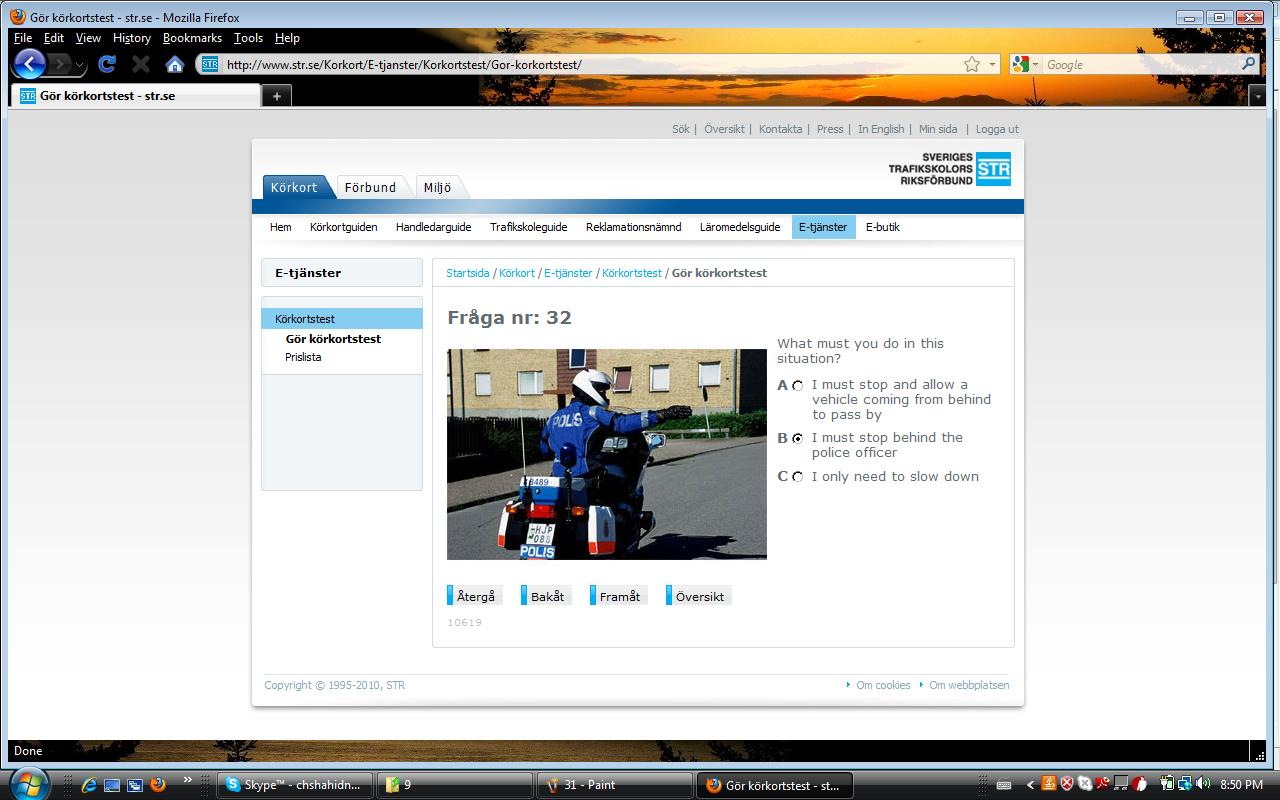 Gör körkortstest - str.se - Mozilla Firefox
File Edit View History Bookmarks Tools Help
STR http://www.str.se/Korkort/E-tjanster/Korkortstest/Gor-korkortstest/ Google
STR Gör körkortstest - str.se +
Sök | Översikt | Kontakta | Press | In English | Min sida | Logga ut
SVERIGES
TRAFIKSKOLORS
RIKSFÖRBUND
STR
Körkort Förbund Miljö
Hem Körkortguiden Handledarguide Trafikskoleguide Reklamationsnämnd Läromedelsguide E-tjänster E-butik
E-tjänster
Körkortstest
Gör körkortstest
Prislista
Startsida / Körkort / E-tjänster / Körkortstest / Gör körkortstest
Fråga nr: 32
POLIS
B489
HJP
088
POLIS
What must you do in this
situation?
A I must stop and allow a
vehicle coming from behind
to pass by
B I must stop behind the
police officer
C I only need to slow down
Återgå Bakåt Framåt Översikt
10619
Copyright © 1995-2010, STR Om cookies Om webbplatsen
Done
Skype™ - chshahidn... 9 31 - Paint Gör körkortstest - st... 8:50 PM